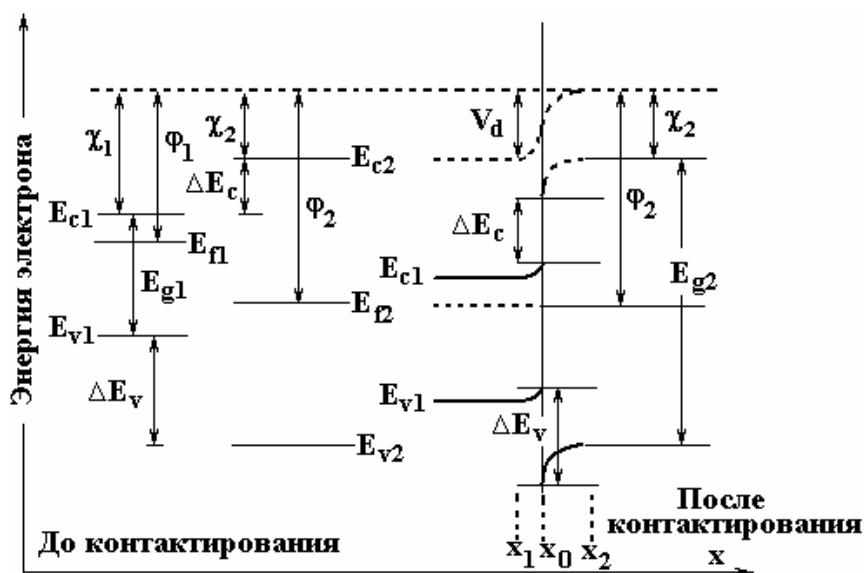 Энергия электрона
χ₁
φ₁
χ₂
ΔE_c
E_c2
φ₂
E_c1
E_f1
E_g1
E_f2
E_v1
ΔE_v
E_v2
V_d
χ₂
ΔE_c
φ₂
E_c1
E_g2
E_v1
ΔE_v
До контактирования
После
контактирования
x₁ x₀ x₂ x